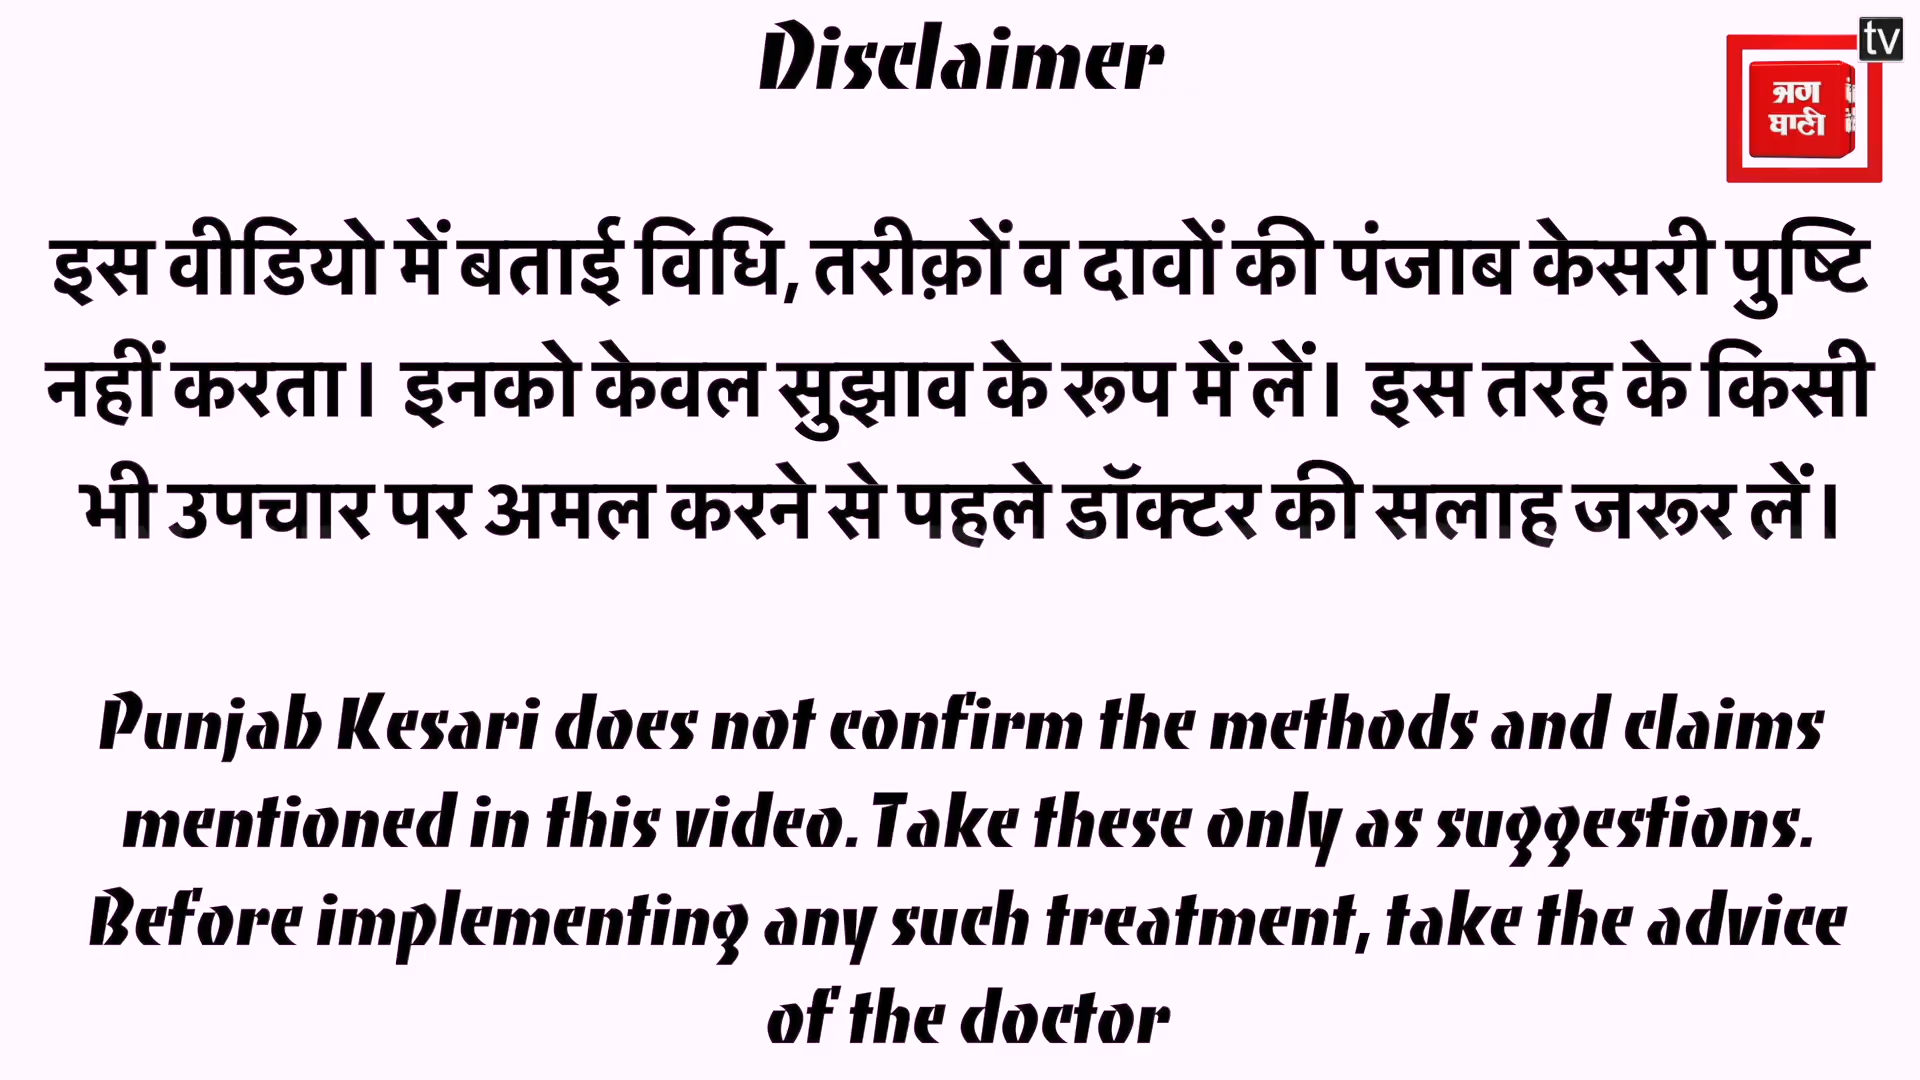 Disclaimer
tv
जग
बाणी
इस वीडियो में बताई विधि, तरीक़ों व दावों की पंजाब केसरी पुष्टि
नहीं करता। इनको केवल सुझाव के रूप में लें। इस तरह के किसी
भी उपचार पर अमल करने से पहले डॉक्टर की सलाह जरूर लें।
Punjab Kesari does not confirm the methods and claims
mentioned in this video. Take these only as suggestions.
Before implementing any such treatment, take the advice
of the doctor